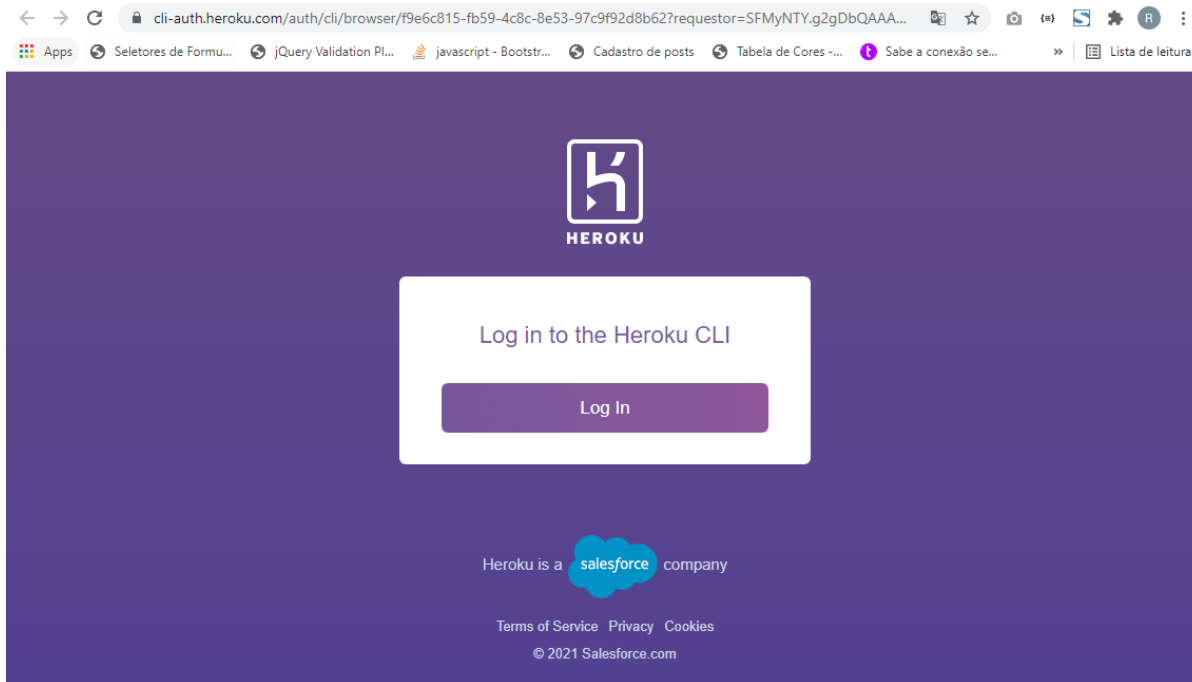 cli-auth.heroku.com/auth/cli/browser/f9e6c815-fb59-4c8c-8e53-97c9f92d8b62?requestor=SFMyNTY.g2gDbQAAA...
R
Apps Seletores de Formu... jQuery Validation Pl... javascript - Bootstr... Cadastro de posts Tabela de Cores -... t Sabe a conexão se... » Lista de leitura
HEROKU
Log in to the Heroku CLI
Log In
Heroku is a salesforce company
Terms of Service Privacy Cookies
© 2021 Salesforce.com